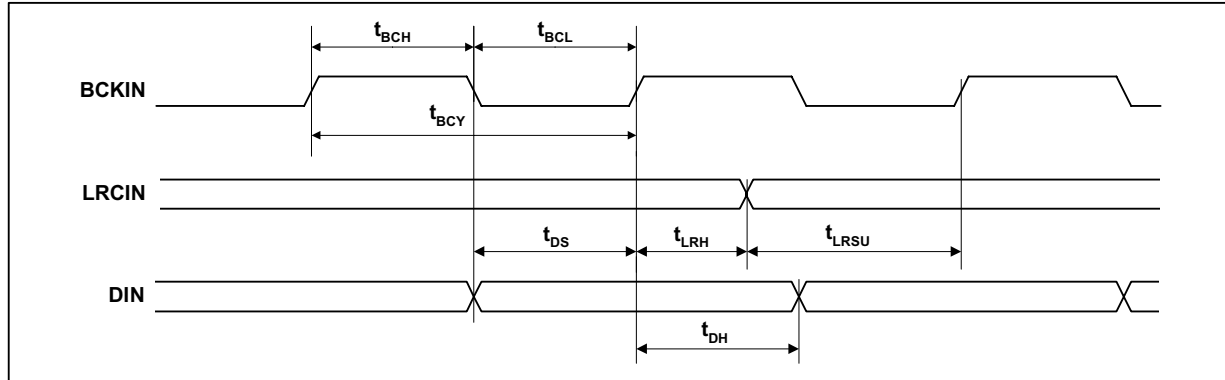 tBCH
tBCL
BCKIN
tBCY
LRCIN
tDS
tLRH
tLRSU
DIN
tDH